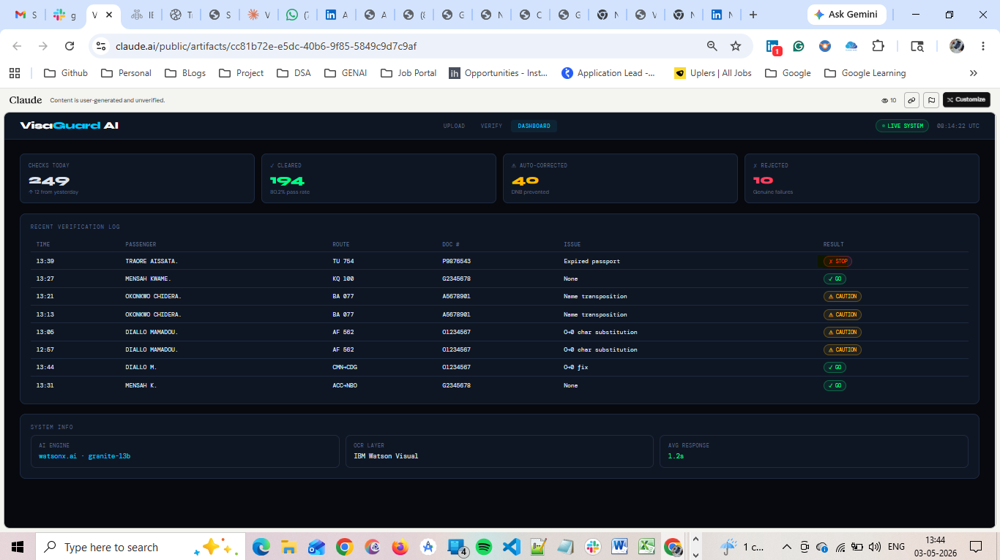 M S
g
V
IE
T
S
V
(7
A
A
(8
G
N
C
G
N
V
N
N
Ask Gemini
claude.ai/public/artifacts/cc81b72e-e5dc-40b6-9f85-5849c9d7c9af
1
Github Personal BLogs Project DSA GENAI Job Portal ih Opportunities - Inst... Application Lead -... Uplers | All Jobs Google Google Learning
Claude Content is user-generated and unverified. 10 Customize
VisaGuard AI UPLOAD VERIFY DASHBOARD LIVE SYSTEM 08:14:22 UTC
CHECKS TODAY ✓ CLEARED ⚠ AUTO-CORRECTED ✗ REJECTED
249 194 40 10
↑ 12 from yesterday 80.2% pass rate DNB prevented Genuine failures
RECENT VERIFICATION LOG
TIME PASSENGER ROUTE DOC # ISSUE RESULT
13:39 TRAORE AISSATA. TU 754 P9876543 Expired passport ✗ STOP
13:27 MENSAH KWAME. KQ 100 G2345678 None ✓ GO
13:21 OKONKWO CHIDERA. BA 077 A5678901 Name transposition ⚠ CAUTION
13:13 OKONKWO CHIDERA. BA 077 A5678901 Name transposition ⚠ CAUTION
13:05 DIALLO MAMADOU. AF 562 O1234567 O→0 char substitution ⚠ CAUTION
12:57 DIALLO MAMADOU. AF 562 O1234567 O→0 char substitution ⚠ CAUTION
13:44 DIALLO M. CMN→CDG O1234567 O→0 fix ✓ GO
13:31 MENSAH K. ACC→NBO G2345678 None ✓ GO
SYSTEM INFO
AI ENGINE OCR LAYER AVG RESPONSE
watsonx.ai · granite-13b IBM Watson Visual 1.2s
Type here to search 4 1 c... ENG 13:44
03-05-2026